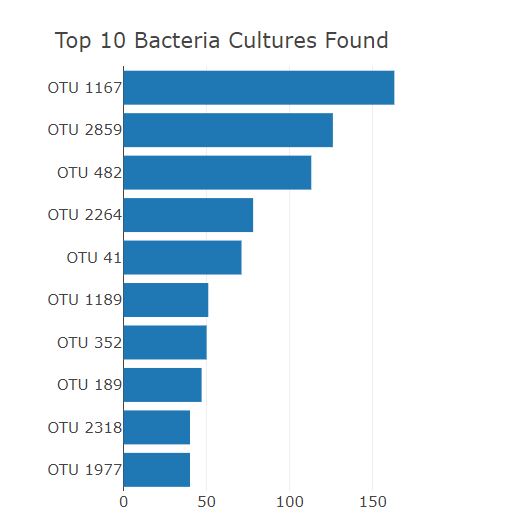 Top 10 Bacteria Cultures Found
OTU 1167
OTU 2859
OTU 482
OTU 2264
OTU 41
OTU 1189
OTU 352
OTU 189
OTU 2318
OTU 1977
0 50 100 150